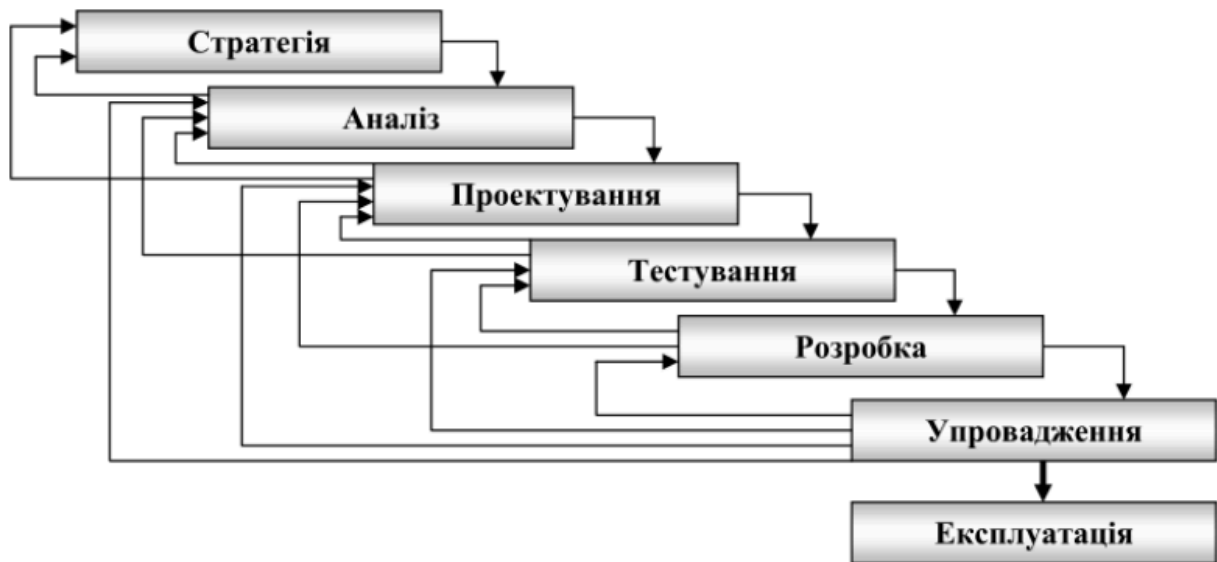 Стратегія
Аналіз
Проектування
Тестування
Розробка
Упровадження
Експлуатація